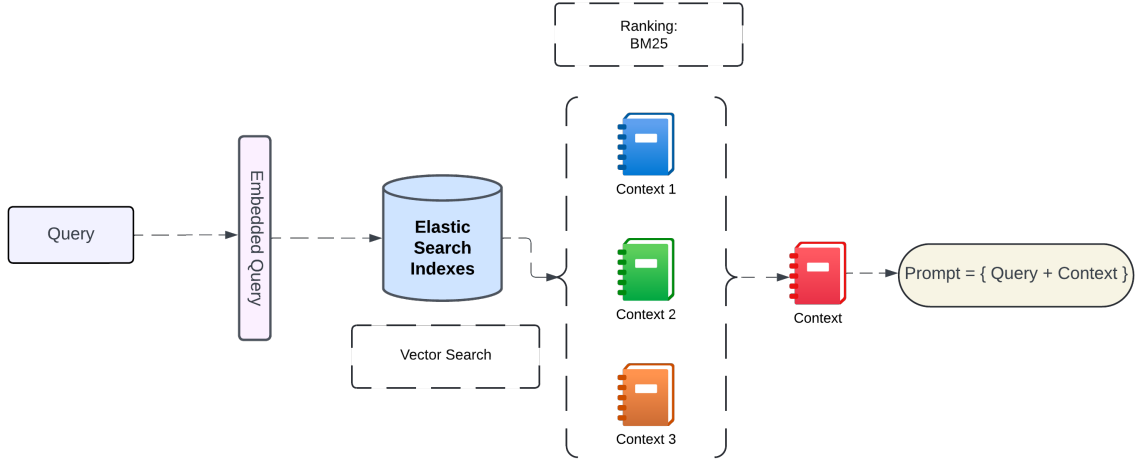 Query
Embedded Query
Elastic
Search
Indexes
Vector Search
Ranking:
BM25
Context 1
Context 2
Context 3
Context
Prompt = { Query + Context }